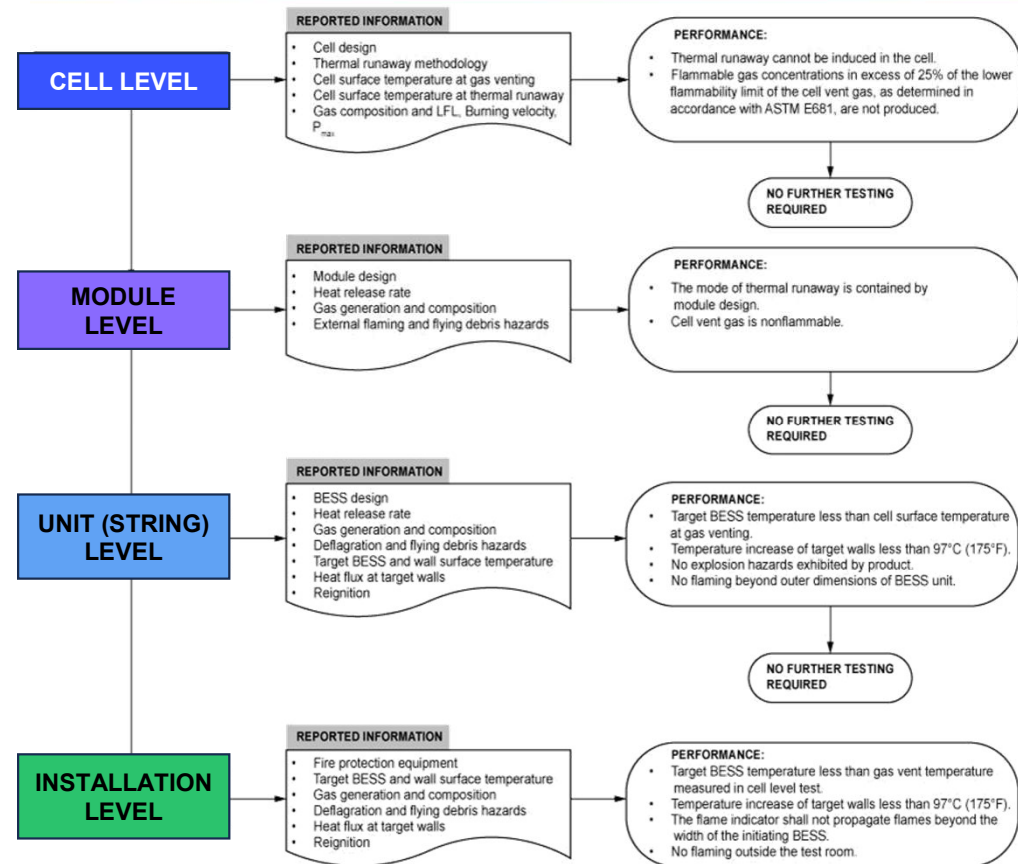 CELL LEVEL
REPORTED INFORMATION
• Cell design
• Thermal runaway methodology
• Cell surface temperature at gas venting
• Cell surface temperature at thermal runaway
• Gas composition and LFL, Burning velocity,
Pmax
PERFORMANCE:
• Thermal runaway cannot be induced in the cell.
• Flammable gas concentrations in excess of 25% of the lower
flammability limit of the cell vent gas, as determined in
accordance with ASTM E681, are not produced.
NO FURTHER TESTING
REQUIRED
MODULE
LEVEL
REPORTED INFORMATION
• Module design
• Heat release rate
• Gas generation and composition
• External flaming and flying debris hazards
PERFORMANCE:
• The mode of thermal runaway is contained by
module design.
• Cell vent gas is nonflammable.
NO FURTHER TESTING
REQUIRED
UNIT (STRING)
LEVEL
REPORTED INFORMATION
• BESS design
• Heat release rate
• Gas generation and composition
• Deflagration and flying debris hazards
• Target BESS and wall surface temperature
• Heat flux at target walls
• Reignition
PERFORMANCE:
• Target BESS temperature less than cell surface temperature
at gas venting.
• Temperature increase of target walls less than 97°C (175°F).
• No explosion hazards exhibited by product.
• No flaming beyond outer dimensions of BESS unit.
NO FURTHER TESTING
REQUIRED
INSTALLATION
LEVEL
REPORTED INFORMATION
• Fire protection equipment
• Target BESS and wall surface temperature
• Gas generation and composition
• Deflagration and flying debris hazards
• Heat flux at target walls
• Reignition
PERFORMANCE:
• Target BESS temperature less than gas vent temperature
measured in cell level test.
• Temperature increase of target walls less than 97°C (175°F).
• The flame indicator shall not propagate flames beyond the
width of the initiating BESS.
• No flaming outside the test room.